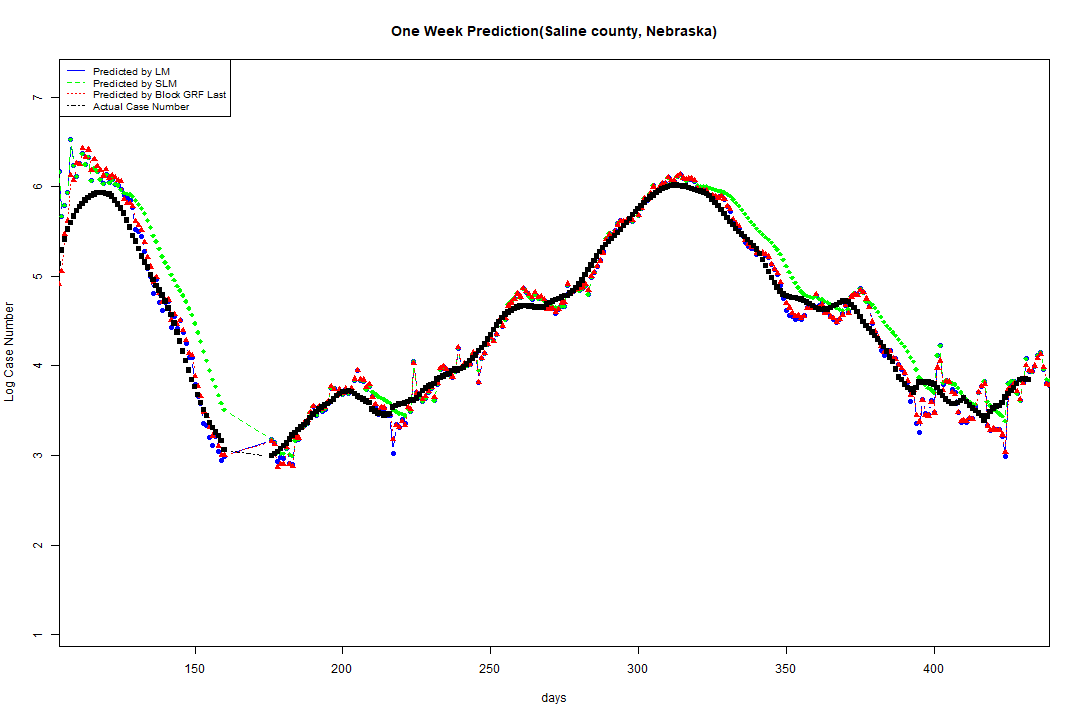 One Week Prediction(Saline county, Nebraska)
Predicted by LM
Predicted by SLM
Predicted by Block GRF Last
Actual Case Number
Log Case Number
7
6
5
4
3
2
1
150 200 250 300 350 400
days